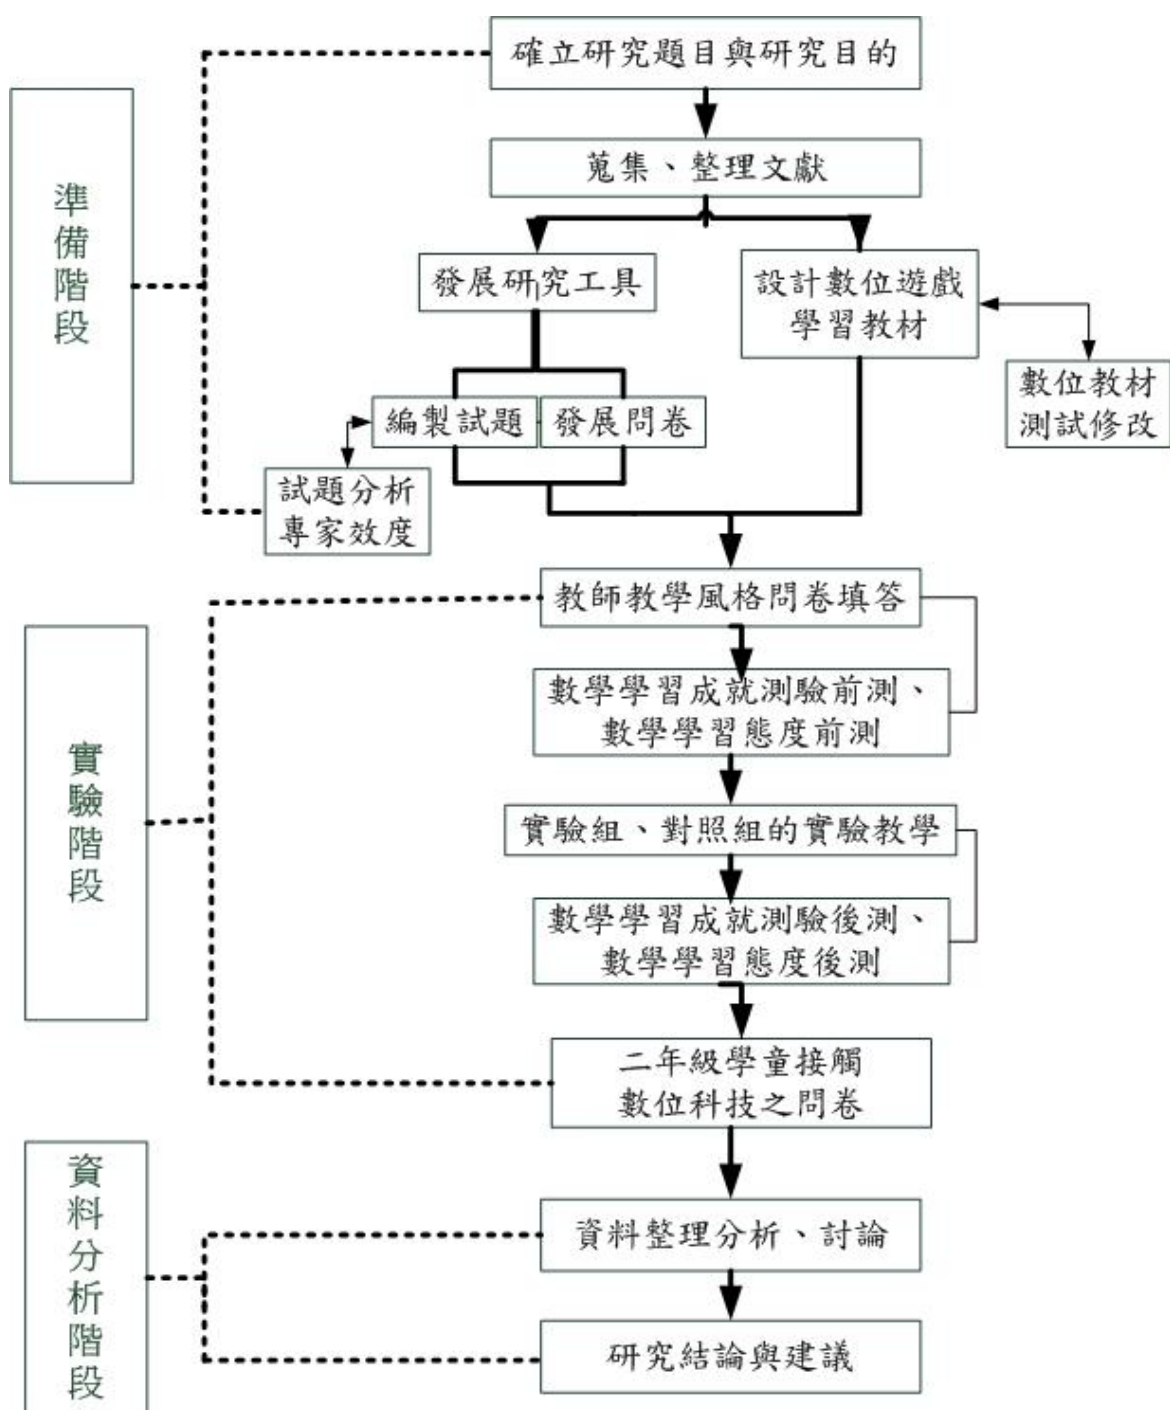 確立研究題目與研究目的
蒐集、整理文獻
準備階段
發展研究工具
設計數位遊戲
學習教材
數位教材
測試修改
編製試題
發展問卷
試題分析
專家效度
教師教學風格問卷填答
實驗階段
數學學習成就測驗前測、
數學學習態度前測
實驗組、對照組的實驗教學
數學學習成就測驗後測、
數學學習態度後測
二年級學童接觸
數位科技之問卷
資料分析階段
資料整理分析、討論
研究結論與建議